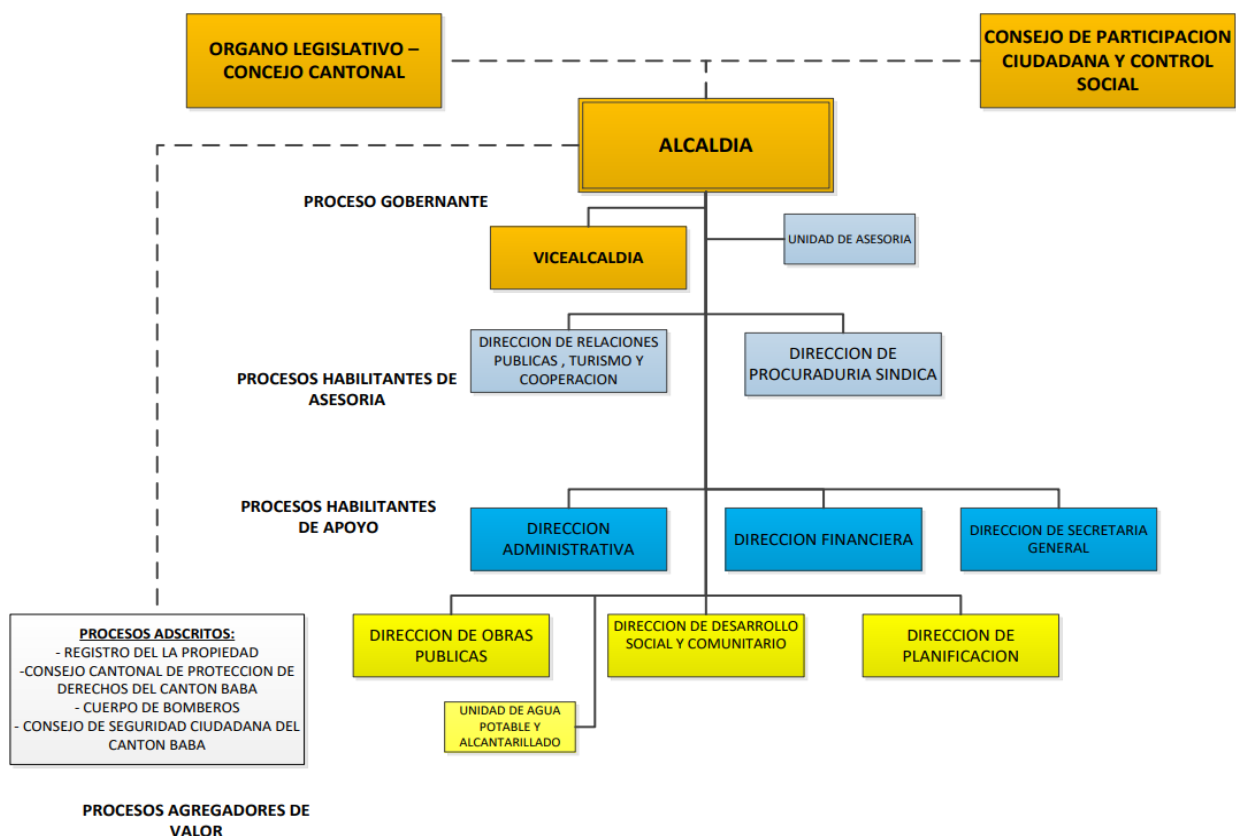 ORGANO LEGISLATIVO –
CONCEJO CANTONAL
CONSEJO DE PARTICIPACION
CIUDADANA Y CONTROL
SOCIAL
ALCALDIA
PROCESO GOBERNANTE
VICEALCALDIA
UNIDAD DE ASESORIA
DIRECCION DE RELACIONES
PUBLICAS , TURISMO Y
COOPERACION
DIRECCION DE
PROCURADURIA SINDICA
PROCESOS HABILITANTES DE
ASESORIA
PROCESOS HABILITANTES
DE APOYO
DIRECCION
ADMINISTRATIVA
DIRECCION FINANCIERA
DIRECCION DE SECRETARIA
GENERAL
PROCESOS ADSCRITOS:
- REGISTRO DEL LA PROPIEDAD
-CONSEJO CANTONAL DE PROTECCION DE
DERECHOS DEL CANTON BABA
- CUERPO DE BOMBEROS
- CONSEJO DE SEGURIDAD CIUDADANA DEL
CANTON BABA
DIRECCION DE OBRAS
PUBLICAS
DIRECCION DE DESARROLLO
SOCIAL Y COMUNITARIO
DIRECCION DE
PLANIFICACION
UNIDAD DE AGUA
POTABLE Y
ALCANTARILLADO
PROCESOS AGREGADORES DE
VALOR